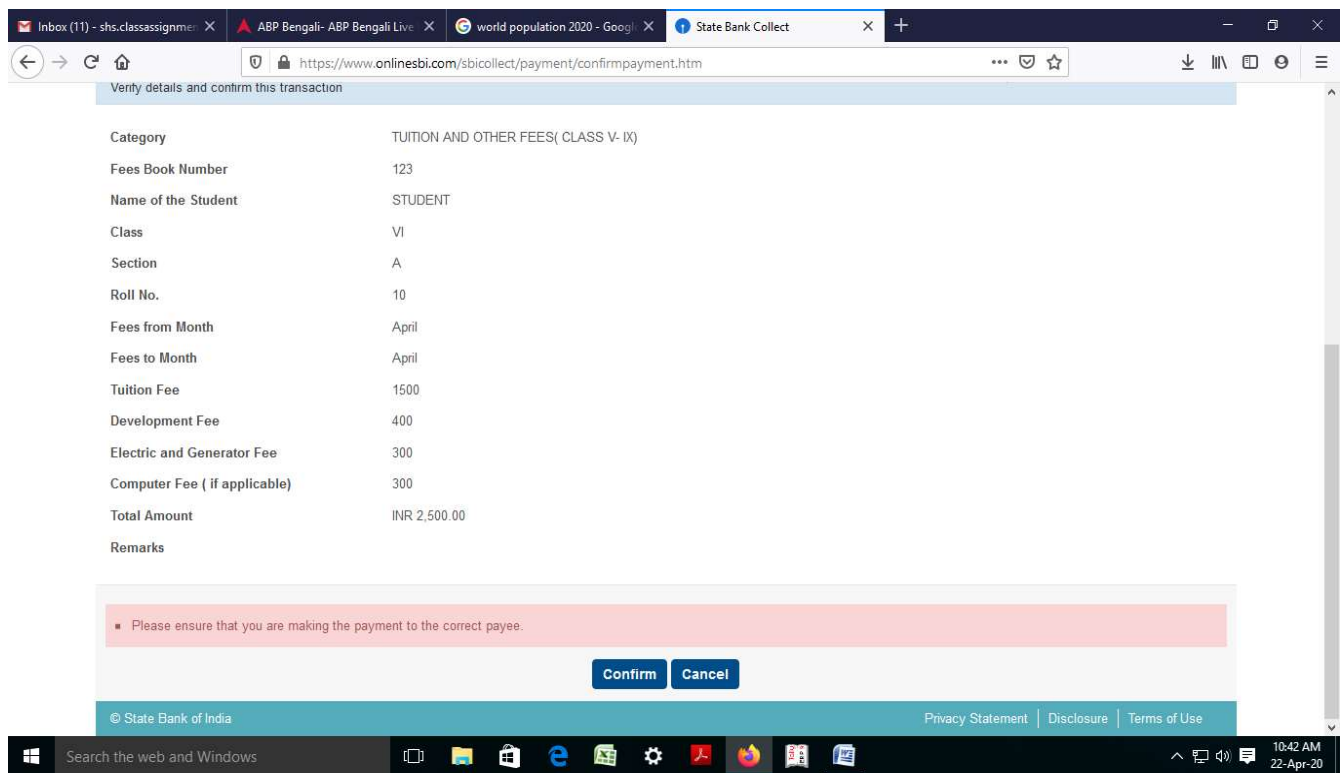 Inbox (11) - shs.classassignmen
ABP Bengali- ABP Bengali Live
world population 2020 - Googl
State Bank Collect
https://www.onlinesbi.com/sbicollect/payment/confirmpayment.htm
Verify details and confirm this transaction
Category TUITION AND OTHER FEES( CLASS V- IX)
Fees Book Number 123
Name of the Student STUDENT
Class VI
Section A
Roll No. 10
Fees from Month April
Fees to Month April
Tuition Fee 1500
Development Fee 400
Electric and Generator Fee 300
Computer Fee ( if applicable) 300
Total Amount INR 2,500.00
Remarks
Please ensure that you are making the payment to the correct payee.
Confirm Cancel
© State Bank of India Privacy Statement | Disclosure | Terms of Use
Search the web and Windows
10:42 AM
22-Apr-20